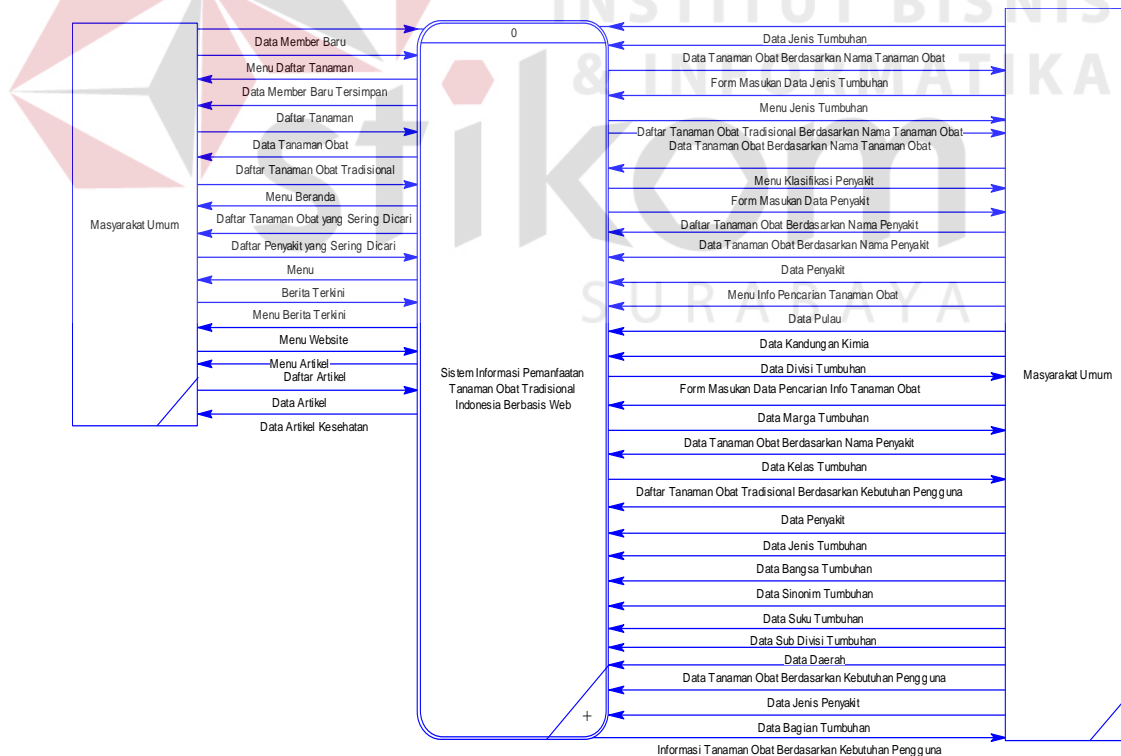 INSTITUT BISNIS
& INFORMATIKA
stikom
SURABAYA
Masyarakat Umum
Data Member Baru
Menu Daftar Tanaman
Data Member Baru Tersimpan
Daftar Tanaman
Data Tanaman Obat
Daftar Tanaman Obat Tradisional
Menu Beranda
Daftar Tanaman Obat yang Sering Dicari
Daftar Penyakit yang Sering Dicari
Menu
Berita Terkini
Menu Berita Terkini
Menu Website
Menu Artikel
Daftar Artikel
Data Artikel
Data Artikel Kesehatan
0
Sistem Informasi Pemanfaatan
Tanaman Obat Tradisional
Indonesia Berbasis Web
+
Data Jenis Tumbuhan
Data Tanaman Obat Berdasarkan Nama Tanaman Obat
Form Masukan Data Jenis Tumbuhan
Menu Jenis Tumbuhan
Daftar Tanaman Obat Tradisional Berdasarkan Nama Tanaman Obat
Data Tanaman Obat Berdasarkan Nama Tanaman Obat
Menu Klasifikasi Penyakit
Form Masukan Data Penyakit
Daftar Tanaman Obat Berdasarkan Nama Penyakit
Data Tanaman Obat Berdasarkan Nama Penyakit
Data Penyakit
Menu Info Pencarian Tanaman Obat
Data Pulau
Data Kandungan Kimia
Data Divisi Tumbuhan
Form Masukan Data Pencarian Info Tanaman Obat
Data Marga Tumbuhan
Data Tanaman Obat Berdasarkan Nama Penyakit
Data Kelas Tumbuhan
Daftar Tanaman Obat Tradisional Berdasarkan Kebutuhan Pengguna
Data Penyakit
Data Jenis Tumbuhan
Data Bangsa Tumbuhan
Data Sinonim Tumbuhan
Data Suku Tumbuhan
Data Sub Divisi Tumbuhan
Data Daerah
Data Tanaman Obat Berdasarkan Kebutuhan Pengguna
Data Jenis Penyakit
Data Bagian Tumbuhan
Informasi Tanaman Obat Berdasarkan Kebutuhan Pengguna
Masyarakat Umum